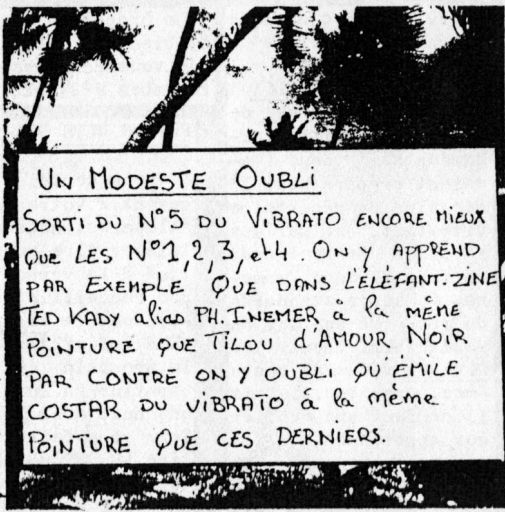 UN MODESTE OUBLI
SORTI DU N°5 DU VIBRATO ENCORE MIEUX
QUE LES N°1, 2, 3, et 4. ON Y APPREND
PAR EXEMPLE QUE DANS L'ÉLÉFANT-ZINE
TED KADY alias PH. INEMER à la MÊME
POINTURE QUE TILOU d'AMOUR NOIR
PAR CONTRE ON Y OUBLI QU'ÉMILE
COSTAR DU VIBRATO à la même
POINTURE QUE CES DERNIERS.